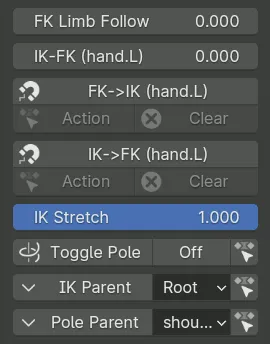 FK Limb Follow 0.000
IK-FK (hand.L) 0.000
FK->IK (hand.L)
Action Clear
IK->FK (hand.L)
Action Clear
IK Stretch 1.000
Toggle Pole Off
IK Parent Root
Pole Parent shou...